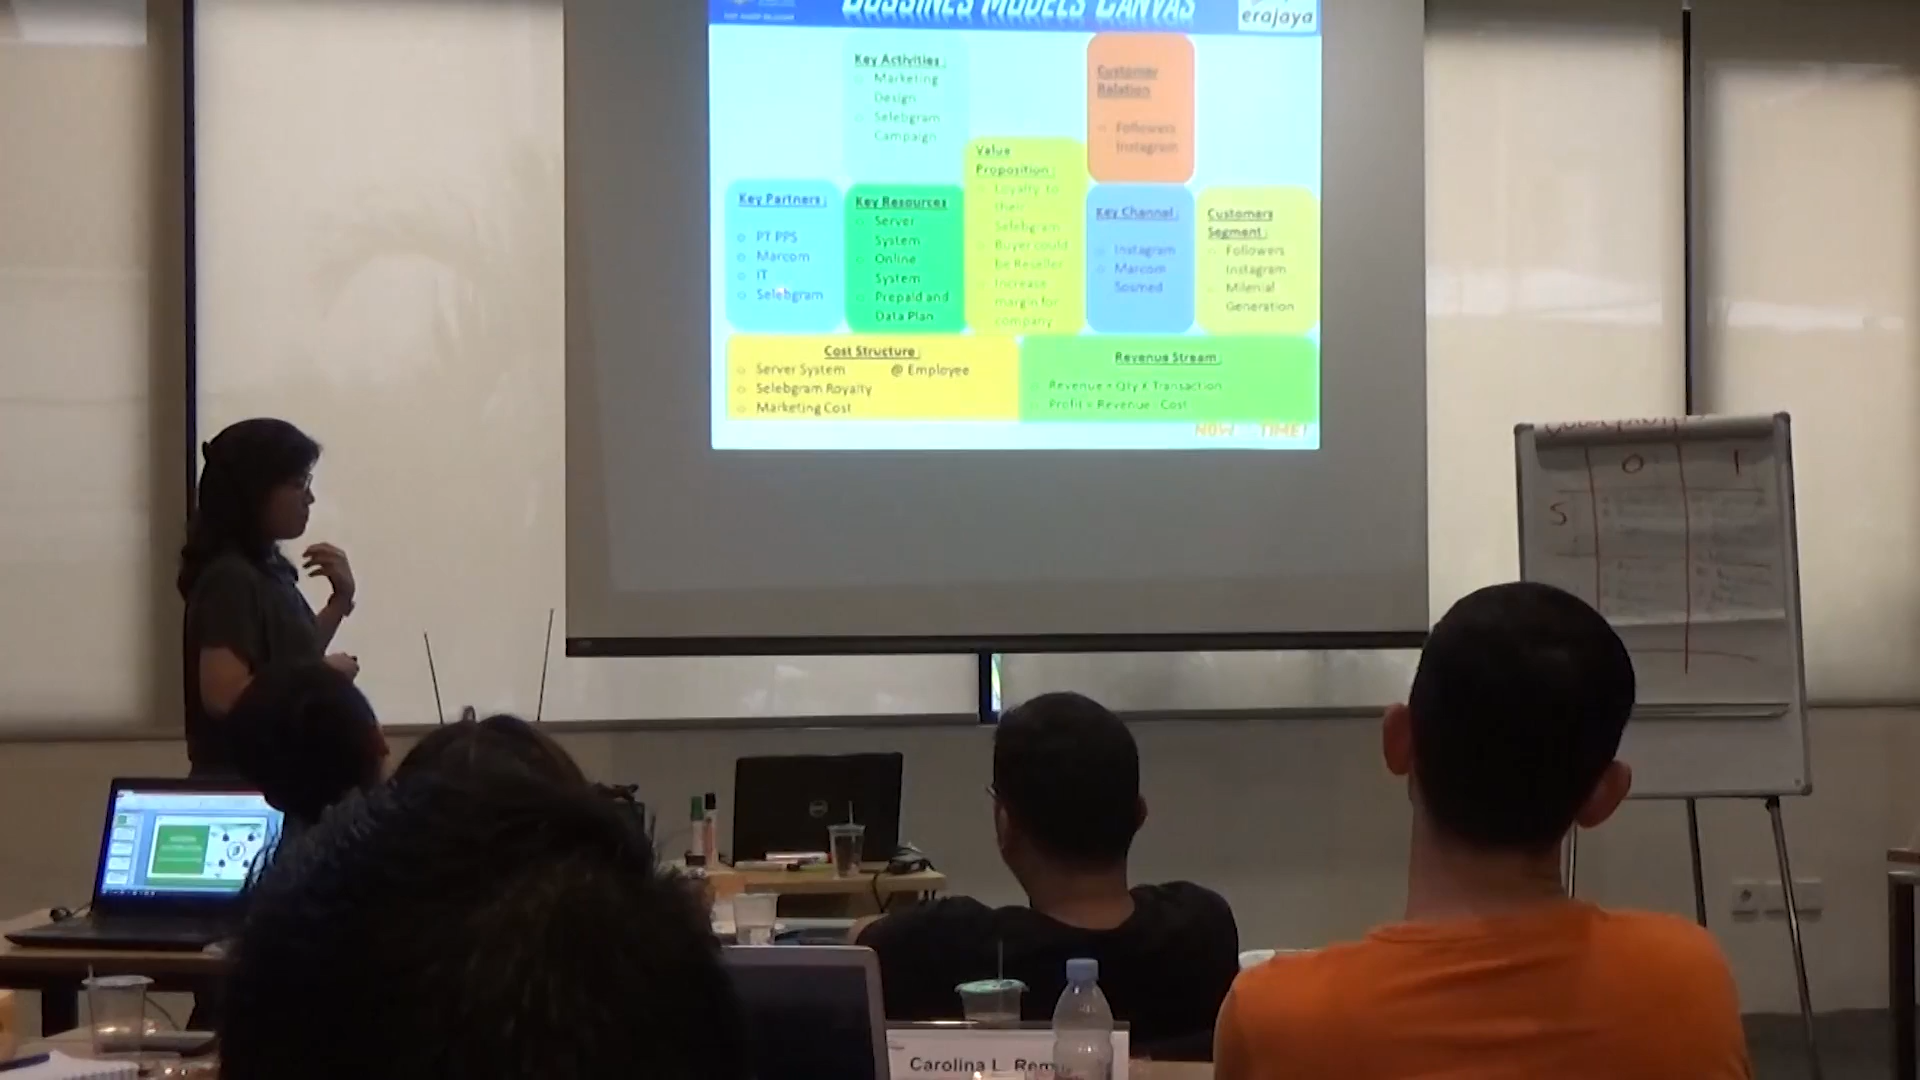 BUSSINES MODELS CANVAS
erajaya
Key Activities :
Marketing
Design
Selebgram
Campaign
Customer
Relation
Followers
Instagram
Value
Proposition :
Loyalty to
their
Selebgram
Buyer could
be Reseller
Increase
margin for
company
Key Partners :
PT PPS
Marcom
IT
Selebgram
Key Resources
Server
System
Online
System
Prepaid and
Data Plan
Key Channel :
Instagram
Marcom
Sosmed
Customers
Segment :
Followers
Instagram
Milenial
Generation
Cost Structure :
Server System @ Employee
Selebgram Royalty
Marketing Cost
Revenue Stream :
Revenue = Qty X Transaction
Profit = Revenue - Cost
NOW TIME!
0 1
S
DELL
Carolina L.